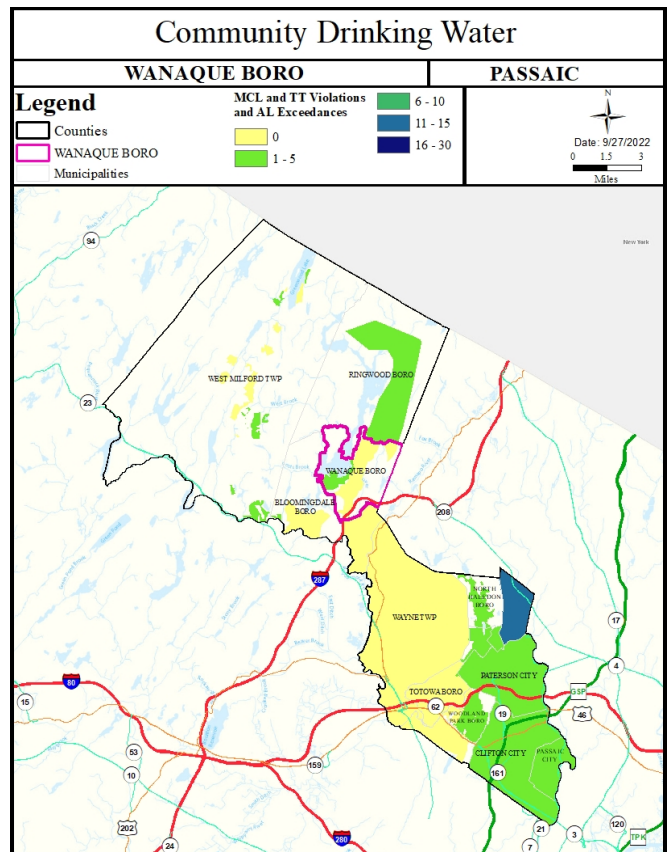 Community Drinking Water
WANAQUE BORO
PASSAIC
Legend
Counties
WANAQUE BORO
Municipalities
MCL and TT Violations
and AL Exceedances
0
1 - 5
6 - 10
11 - 15
16 - 30
N
Date: 9/27/2022
0 1.5 3
Miles
New York
94
WEST MILFORD TWP
RINGWOOD BORO
23
WANAQUE BORO
BLOOMINGDALE
BORO
208
287
NORTH
HALEDON
BORO
WAYNE TWP
17
4
PATERSON CITY
80
TOTOWA BORO
GSP
15
62
WOODLAND
PARK BORO
19
46
53
CLIFTON CITY
PASSAIC
CITY
159
10
161
202
21
120
3
TPK
24
280
7